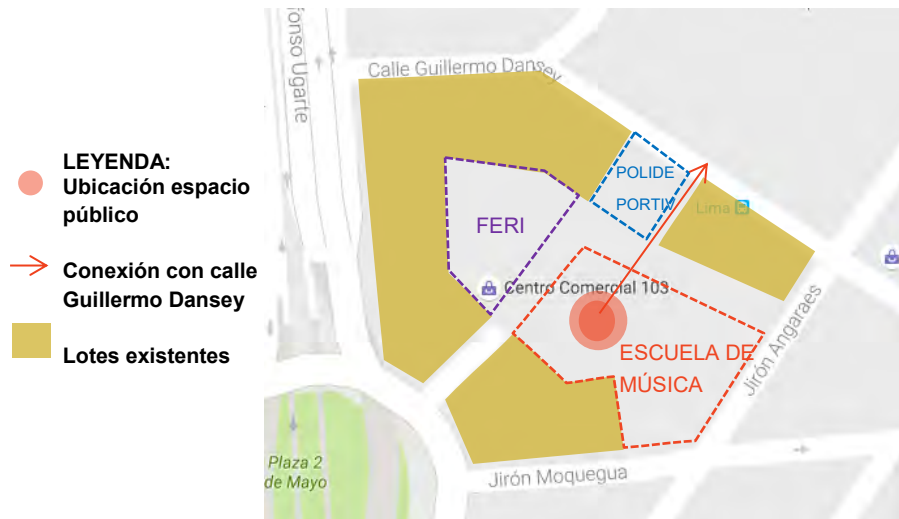 LEYENDA:
Ubicación espacio
público
Conexión con calle
Guillermo Dansey
Lotes existentes
fonso Ugarte
Calle Guillermo Dansey
POLIDE
PORTIV
Lima
FERI
Centro Comercial 103
ESCUELA DE
MÚSICA
Jirón Angaraes
Jirón Moquegua
Plaza 2
de Mayo